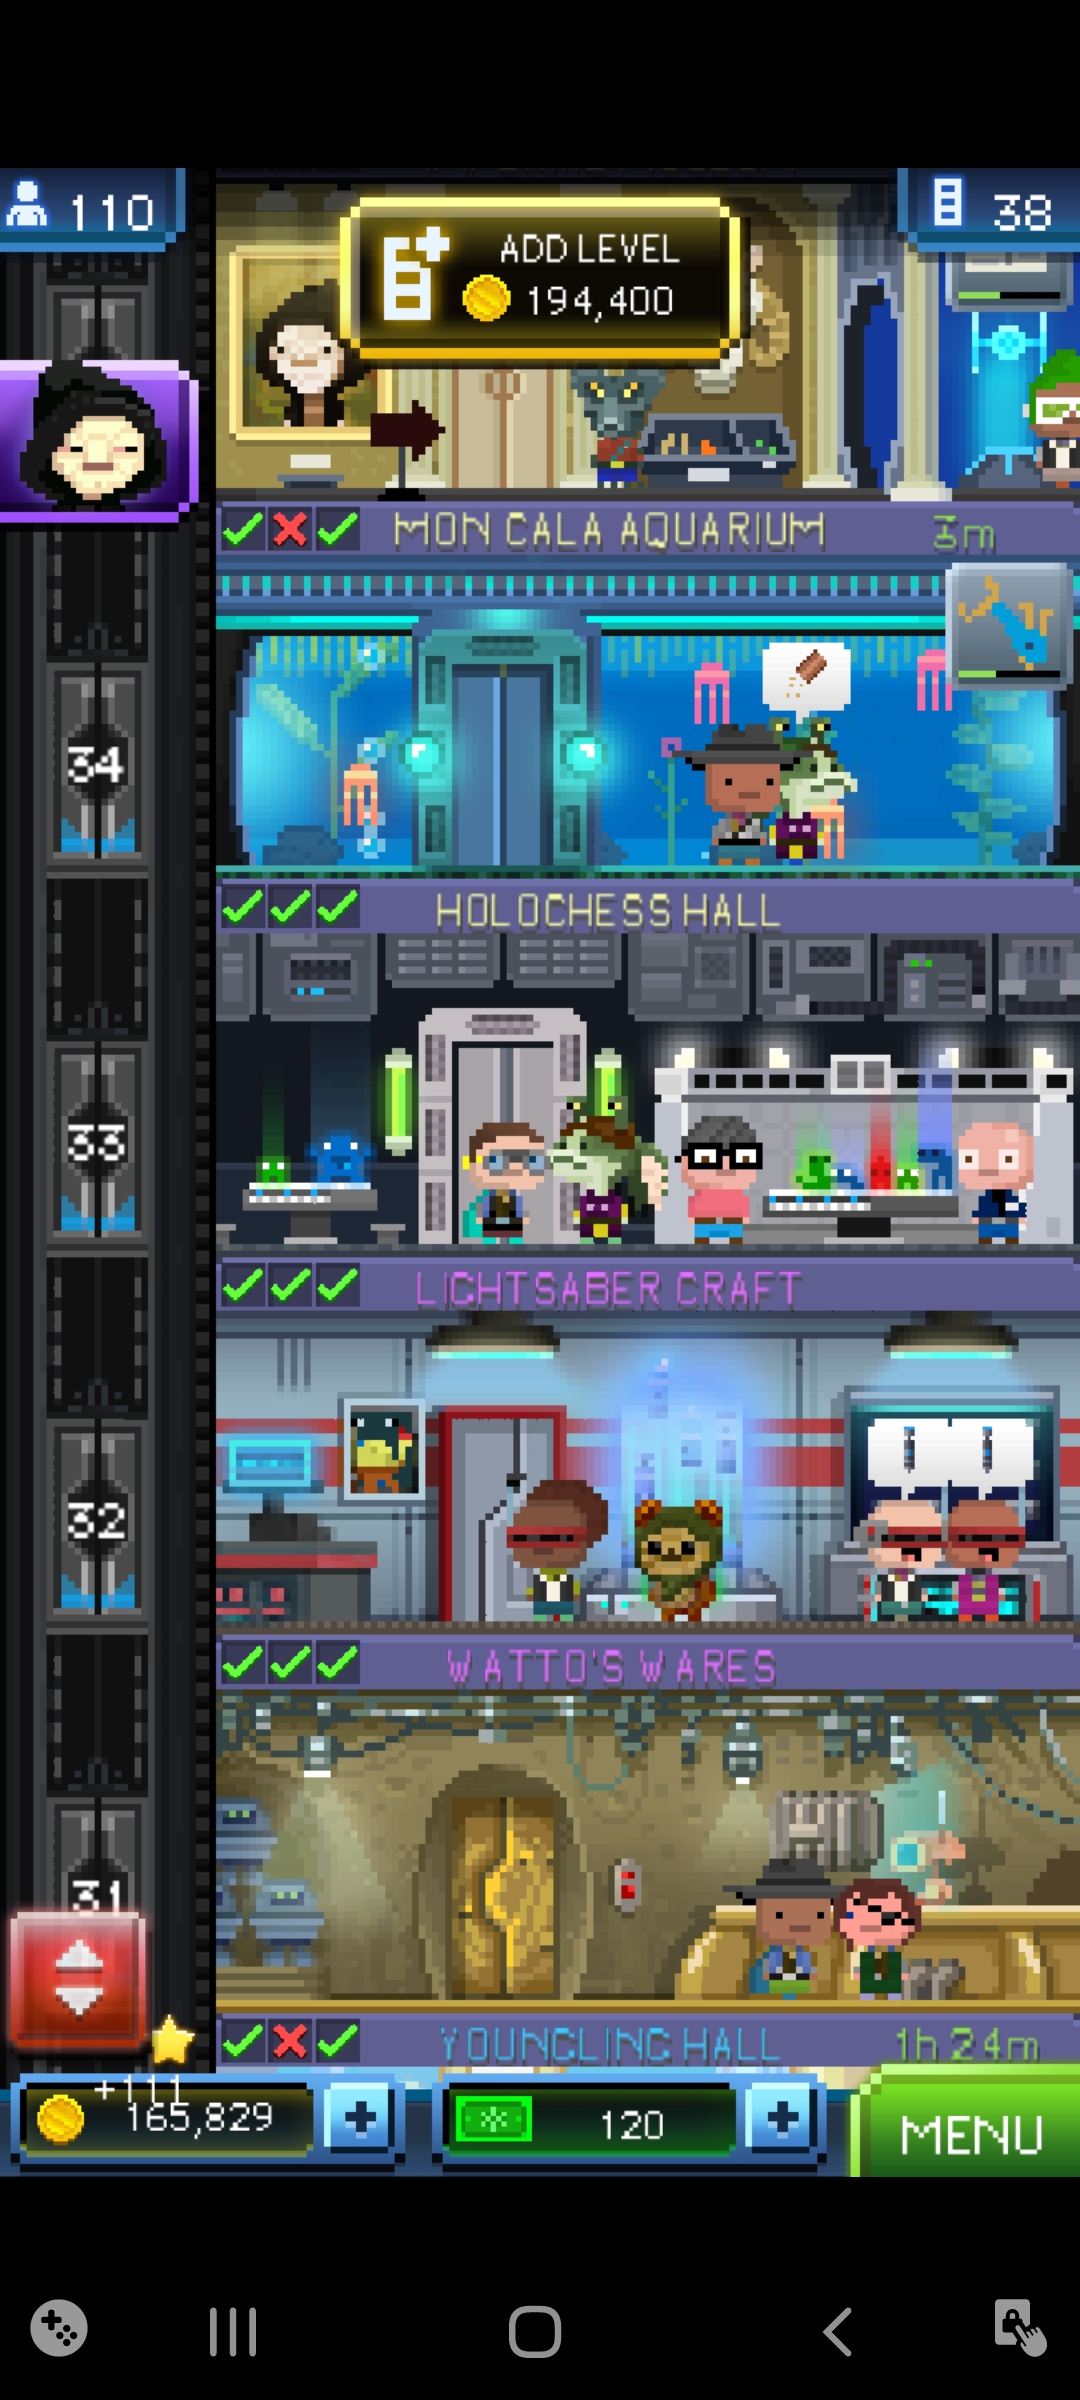 110
38
ADD LEVEL
194,400
MON CALA AQUARIUM 3m
34
HOLOCHESS HALL
33
LIGHTSABER CRAFT
32
WATTO'S WARES
31
YOUNGLING HALL 1h 24m
+111
165,829
120
MENU